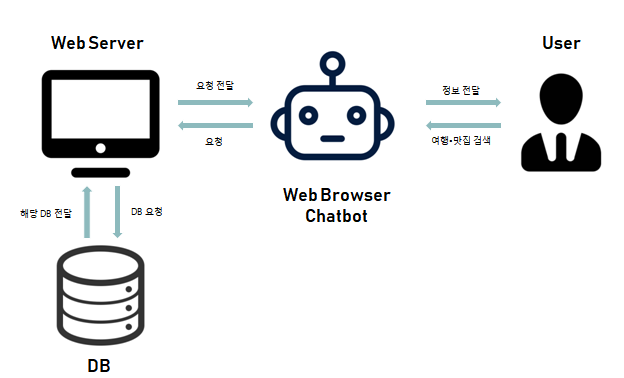 Web Server
User
요청 전달
정보 전달
요청
여행•맛집 검색
Web Browser
Chatbot
해당 DB 전달
DB 요청
DB